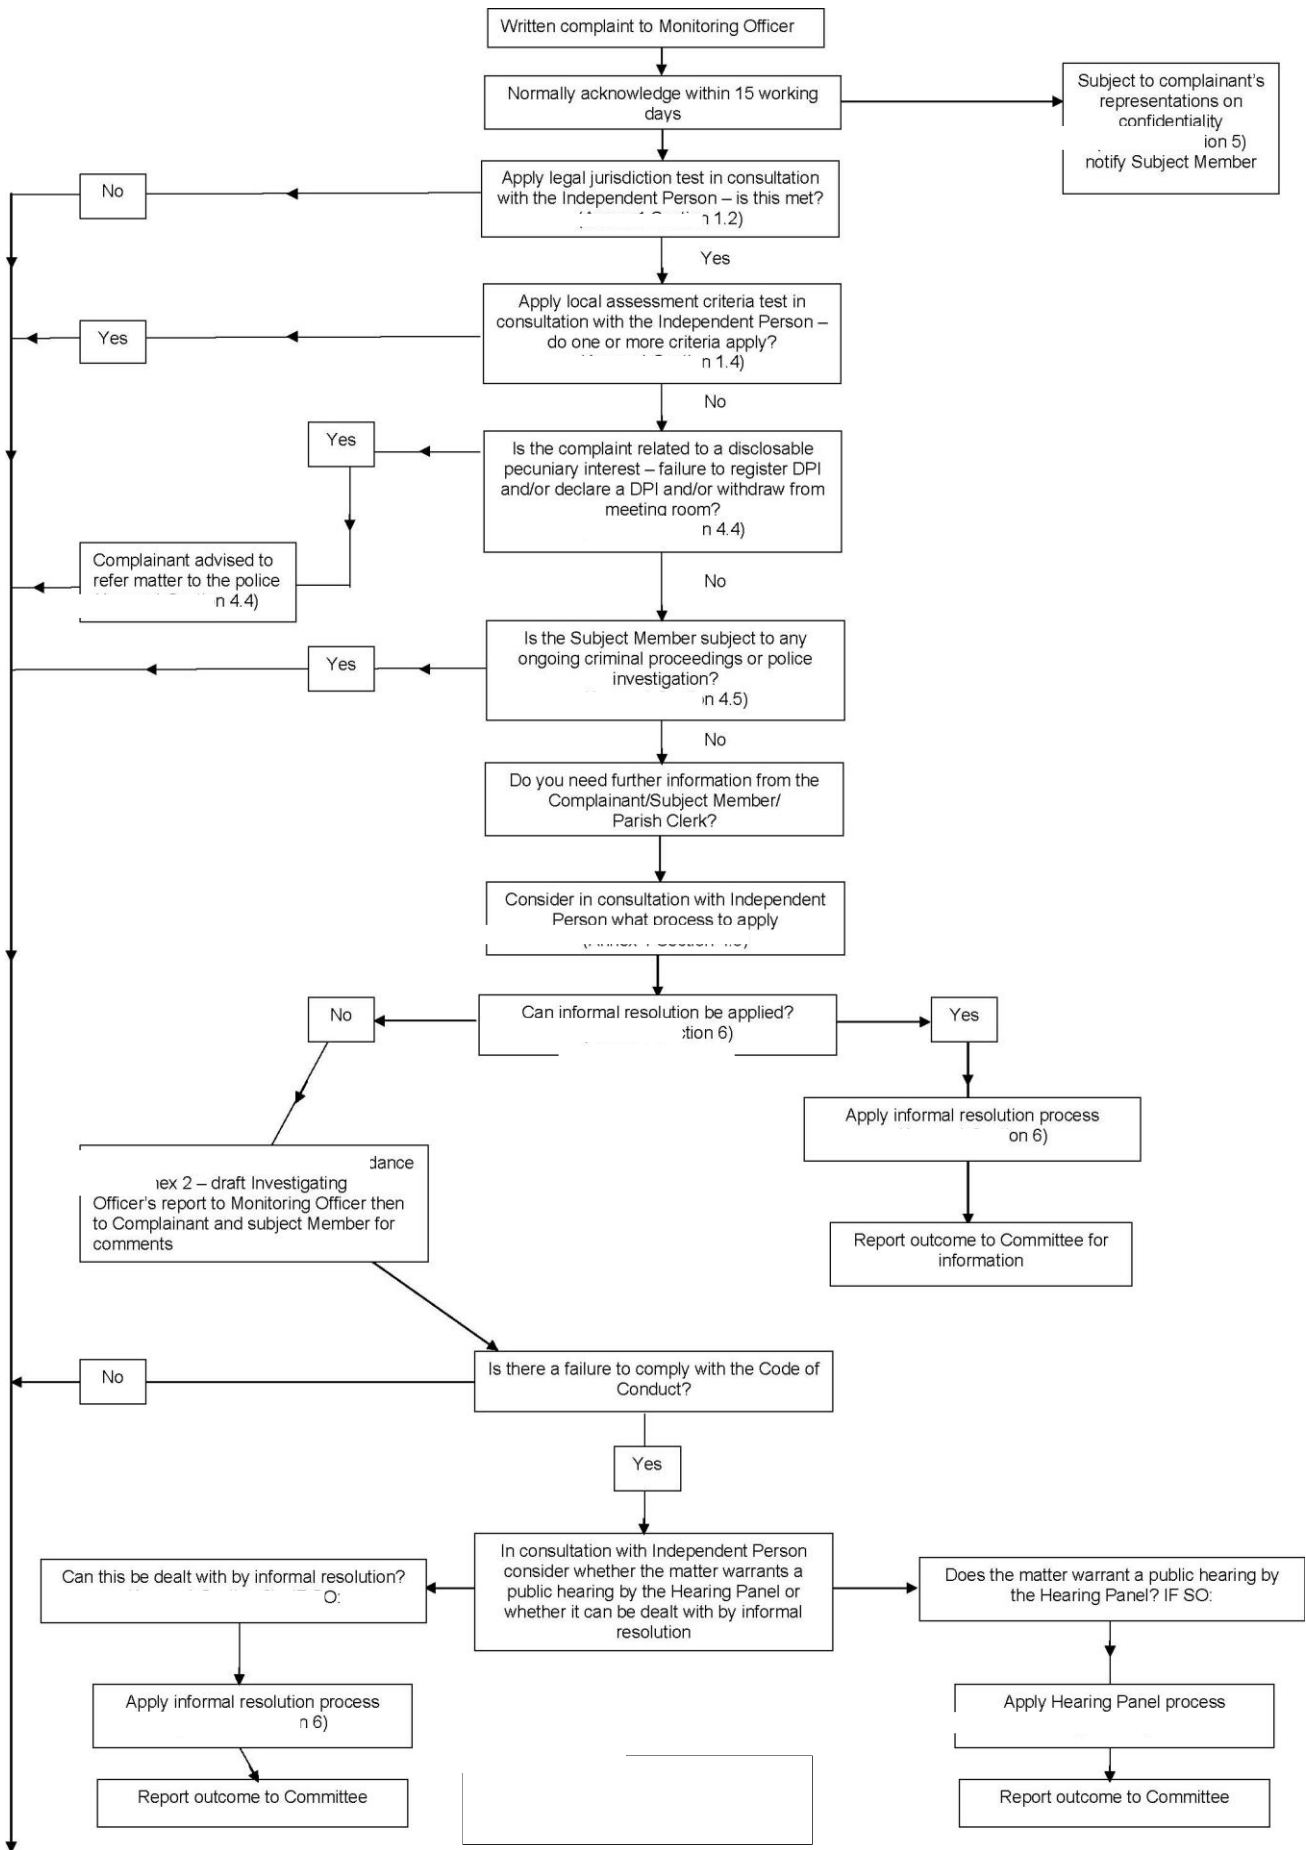 Written complaint to Monitoring Officer
Normally acknowledge within 15 working
days
Subject to complainant's
representations on
confidentiality
ion 5)
notify Subject Member
No
Apply legal jurisdiction test in consultation
with the Independent Person – is this met?
1.2)
Yes
Yes
Apply local assessment criteria test in
consultation with the Independent Person –
do one or more criteria apply?
n 1.4)
No
Yes
Is the complaint related to a disclosable
pecuniary interest – failure to register DPI
and/or declare a DPI and/or withdraw from
meeting room?
n 4.4)
Complainant advised to
refer matter to the police
n 4.4)
No
Yes
Is the Subject Member subject to any
ongoing criminal proceedings or police
investigation?
n 4.5)
No
Do you need further information from the
Complainant/Subject Member/
Parish Clerk?
Consider in consultation with Independent
Person what process to apply
No
Can informal resolution be applied?
ction 6)
Yes
Apply informal resolution process
on 6)
Report outcome to Committee for
information
dance
nex 2 – draft Investigating
Officer's report to Monitoring Officer then
to Complainant and subject Member for
comments
No
Is there a failure to comply with the Code of
Conduct?
Yes
In consultation with Independent Person
consider whether the matter warrants a
public hearing by the Hearing Panel or
whether it can be dealt with by informal
resolution
Can this be dealt with by informal resolution?
O:
Does the matter warrant a public hearing by
the Hearing Panel? IF SO:
Apply informal resolution process
n 6)
Apply Hearing Panel process
Report outcome to Committee
Report outcome to Committee